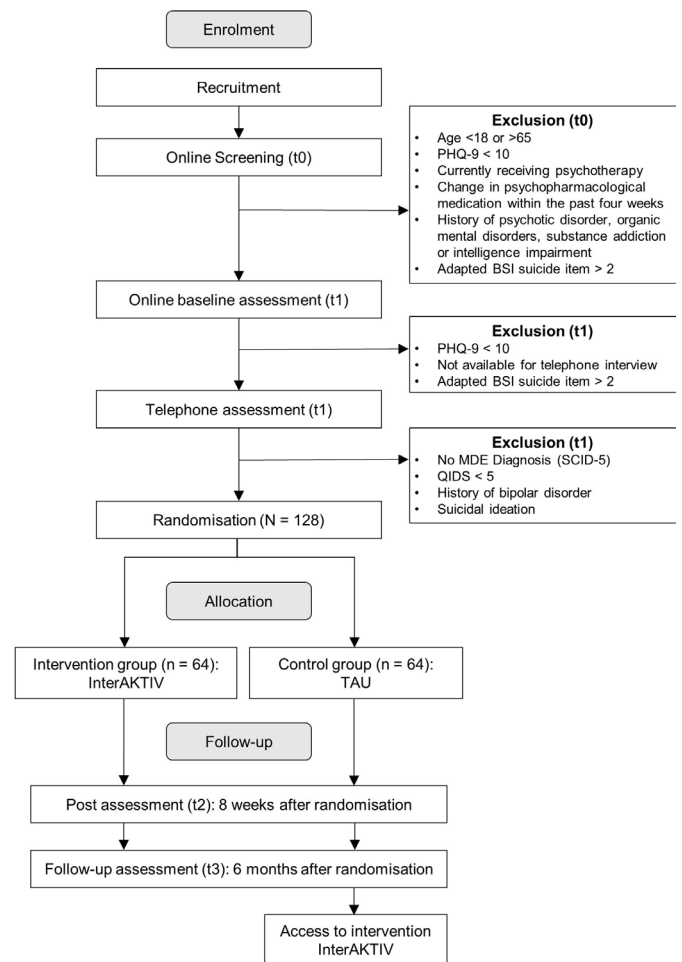 Enrolment
Recruitment
Online Screening (t0)
Exclusion (t0)
• Age <18 or >65
• PHQ-9 < 10
• Currently receiving psychotherapy
• Change in psychopharmacological
medication within the past four weeks
• History of psychotic disorder, organic
mental disorders, substance addiction
or intelligence impairment
• Adapted BSI suicide item > 2
Online baseline assessment (t1)
Exclusion (t1)
• PHQ-9 < 10
• Not available for telephone interview
• Adapted BSI suicide item > 2
Telephone assessment (t1)
Exclusion (t1)
• No MDE Diagnosis (SCID-5)
• QIDS < 5
• History of bipolar disorder
• Suicidal ideation
Randomisation (N = 128)
Allocation
Intervention group (n = 64):
InterAKTIV
Control group (n = 64):
TAU
Follow-up
Post assessment (t2): 8 weeks after randomisation
Follow-up assessment (t3): 6 months after randomisation
Access to intervention
InterAKTIV